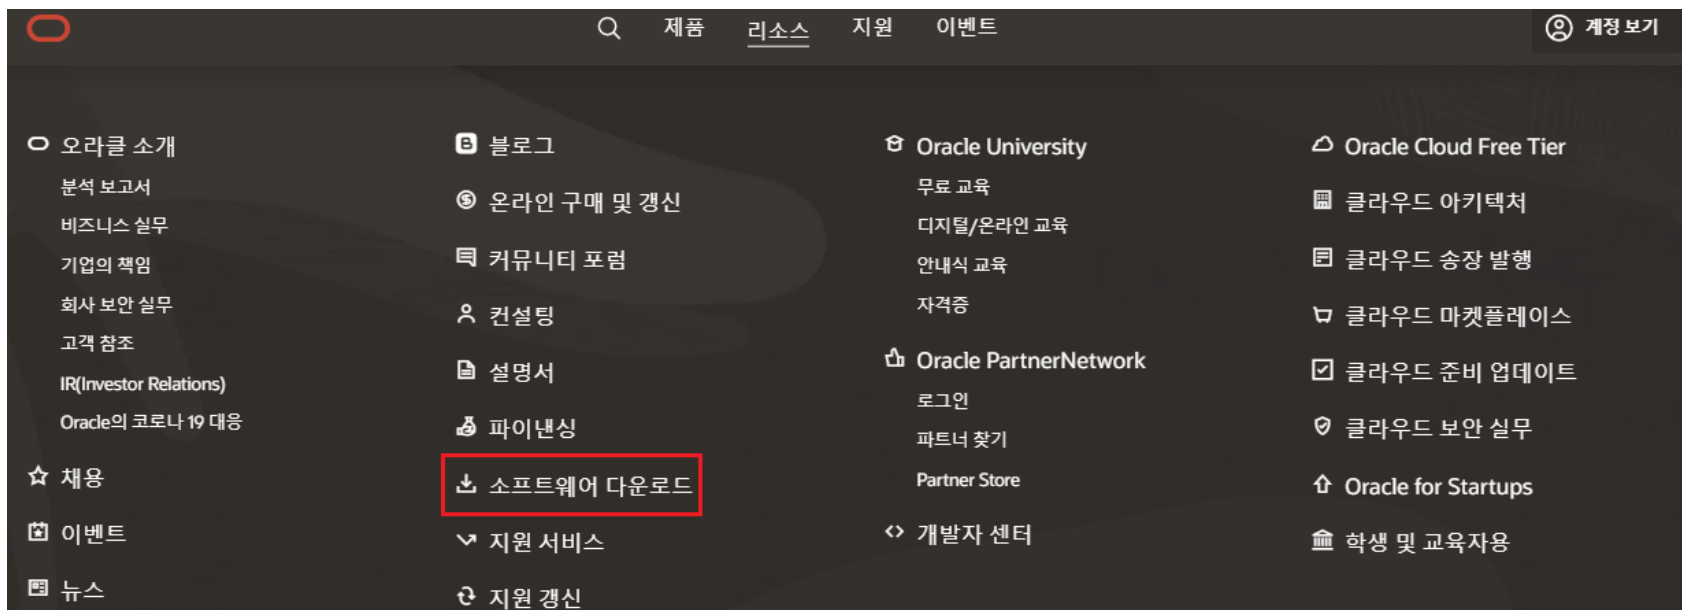 제품
리소스
지원
이벤트
계정 보기
오라클 소개
분석 보고서
비즈니스 실무
기업의 책임
회사 보안 실무
고객 참조
IR(Investor Relations)
Oracle의 코로나 19 대응
채용
이벤트
뉴스
블로그
온라인 구매 및 갱신
커뮤니티 포럼
컨설팅
설명서
파이낸싱
소프트웨어 다운로드
지원 서비스
지원 갱신
Oracle University
무료 교육
디지털/온라인 교육
안내식 교육
자격증
Oracle PartnerNetwork
로그인
파트너 찾기
Partner Store
개발자 센터
Oracle Cloud Free Tier
클라우드 아키텍처
클라우드 송장 발행
클라우드 마켓플레이스
클라우드 준비 업데이트
클라우드 보안 실무
Oracle for Startups
학생 및 교육자용